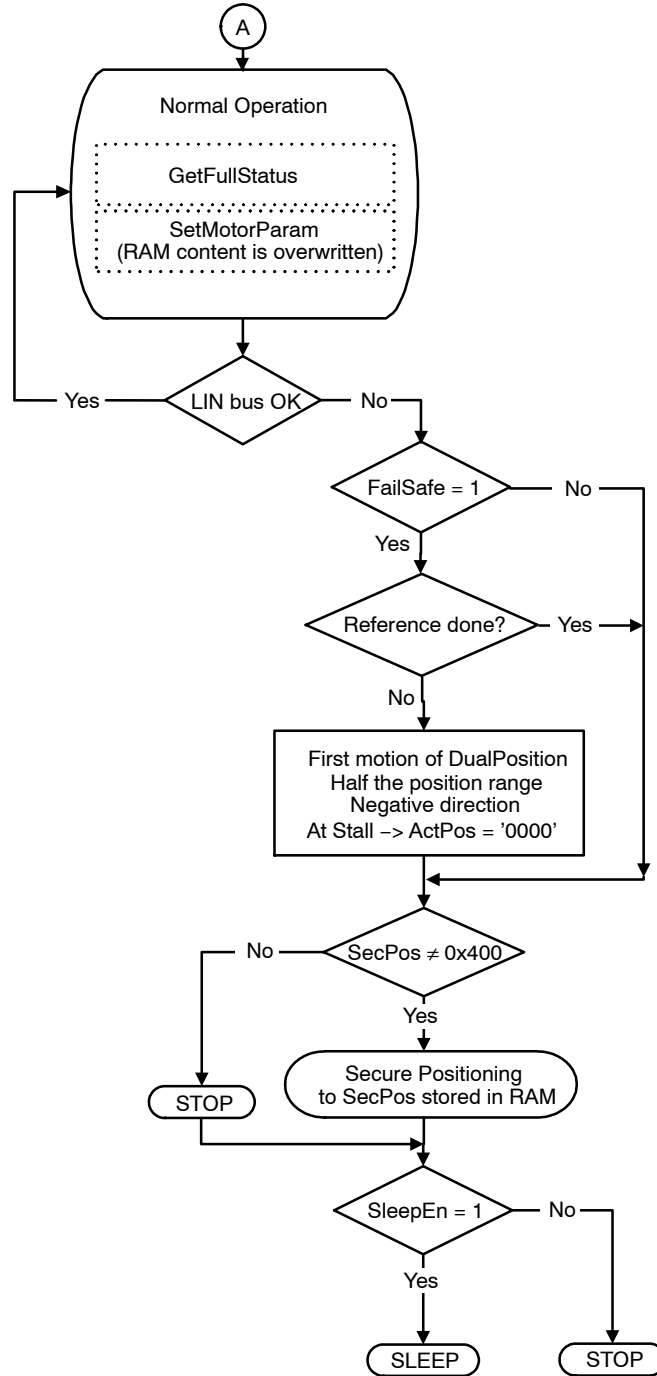 A
Normal Operation
GetFullStatus
SetMotorParam
(RAM content is overwritten)
Yes
LIN bus OK
No
FailSafe = 1
No
Yes
Reference done?
Yes
No
First motion of DualPosition
Half the position range
Negative direction
At Stall −> ActPos = '0000'
No
SecPos ≠ 0x400
Yes
Secure Positioning
to SecPos stored in RAM
STOP
SleepEn = 1
No
Yes
SLEEP
STOP